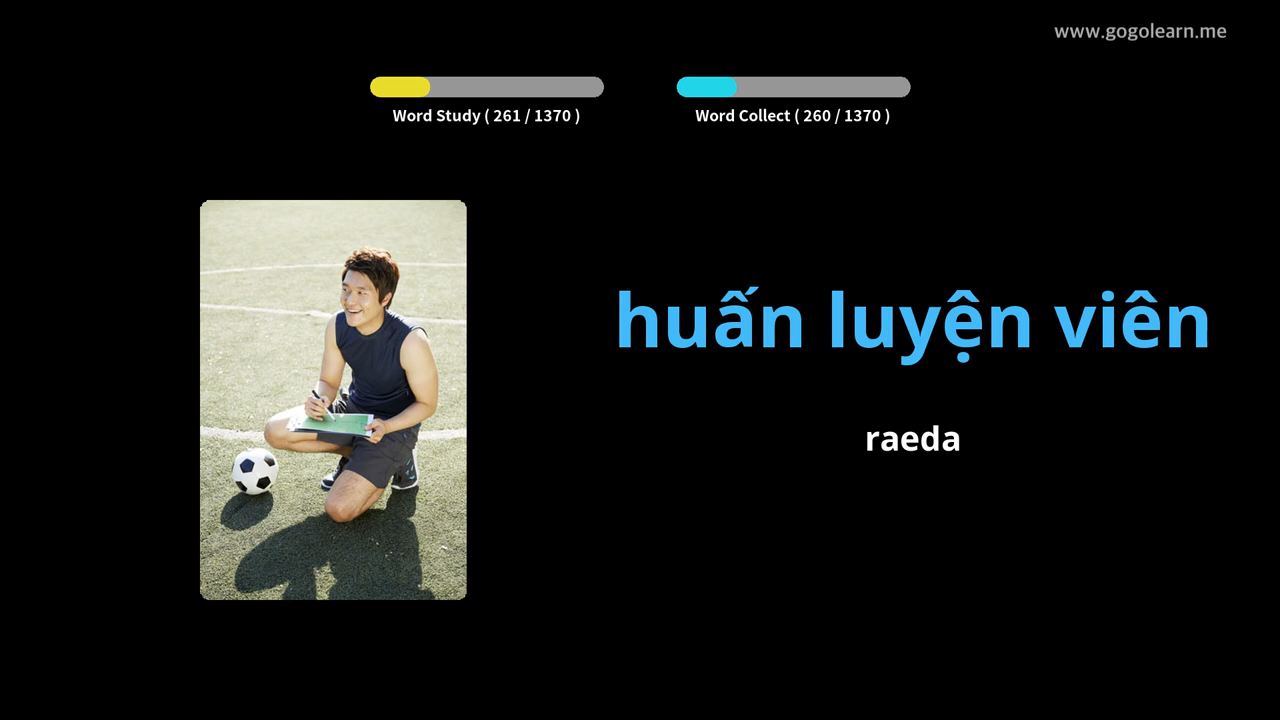 www.gogolearn.me
Word Study ( 261 / 1370 )
Word Collect ( 260 / 1370 )
huấn luyện viên
raeda